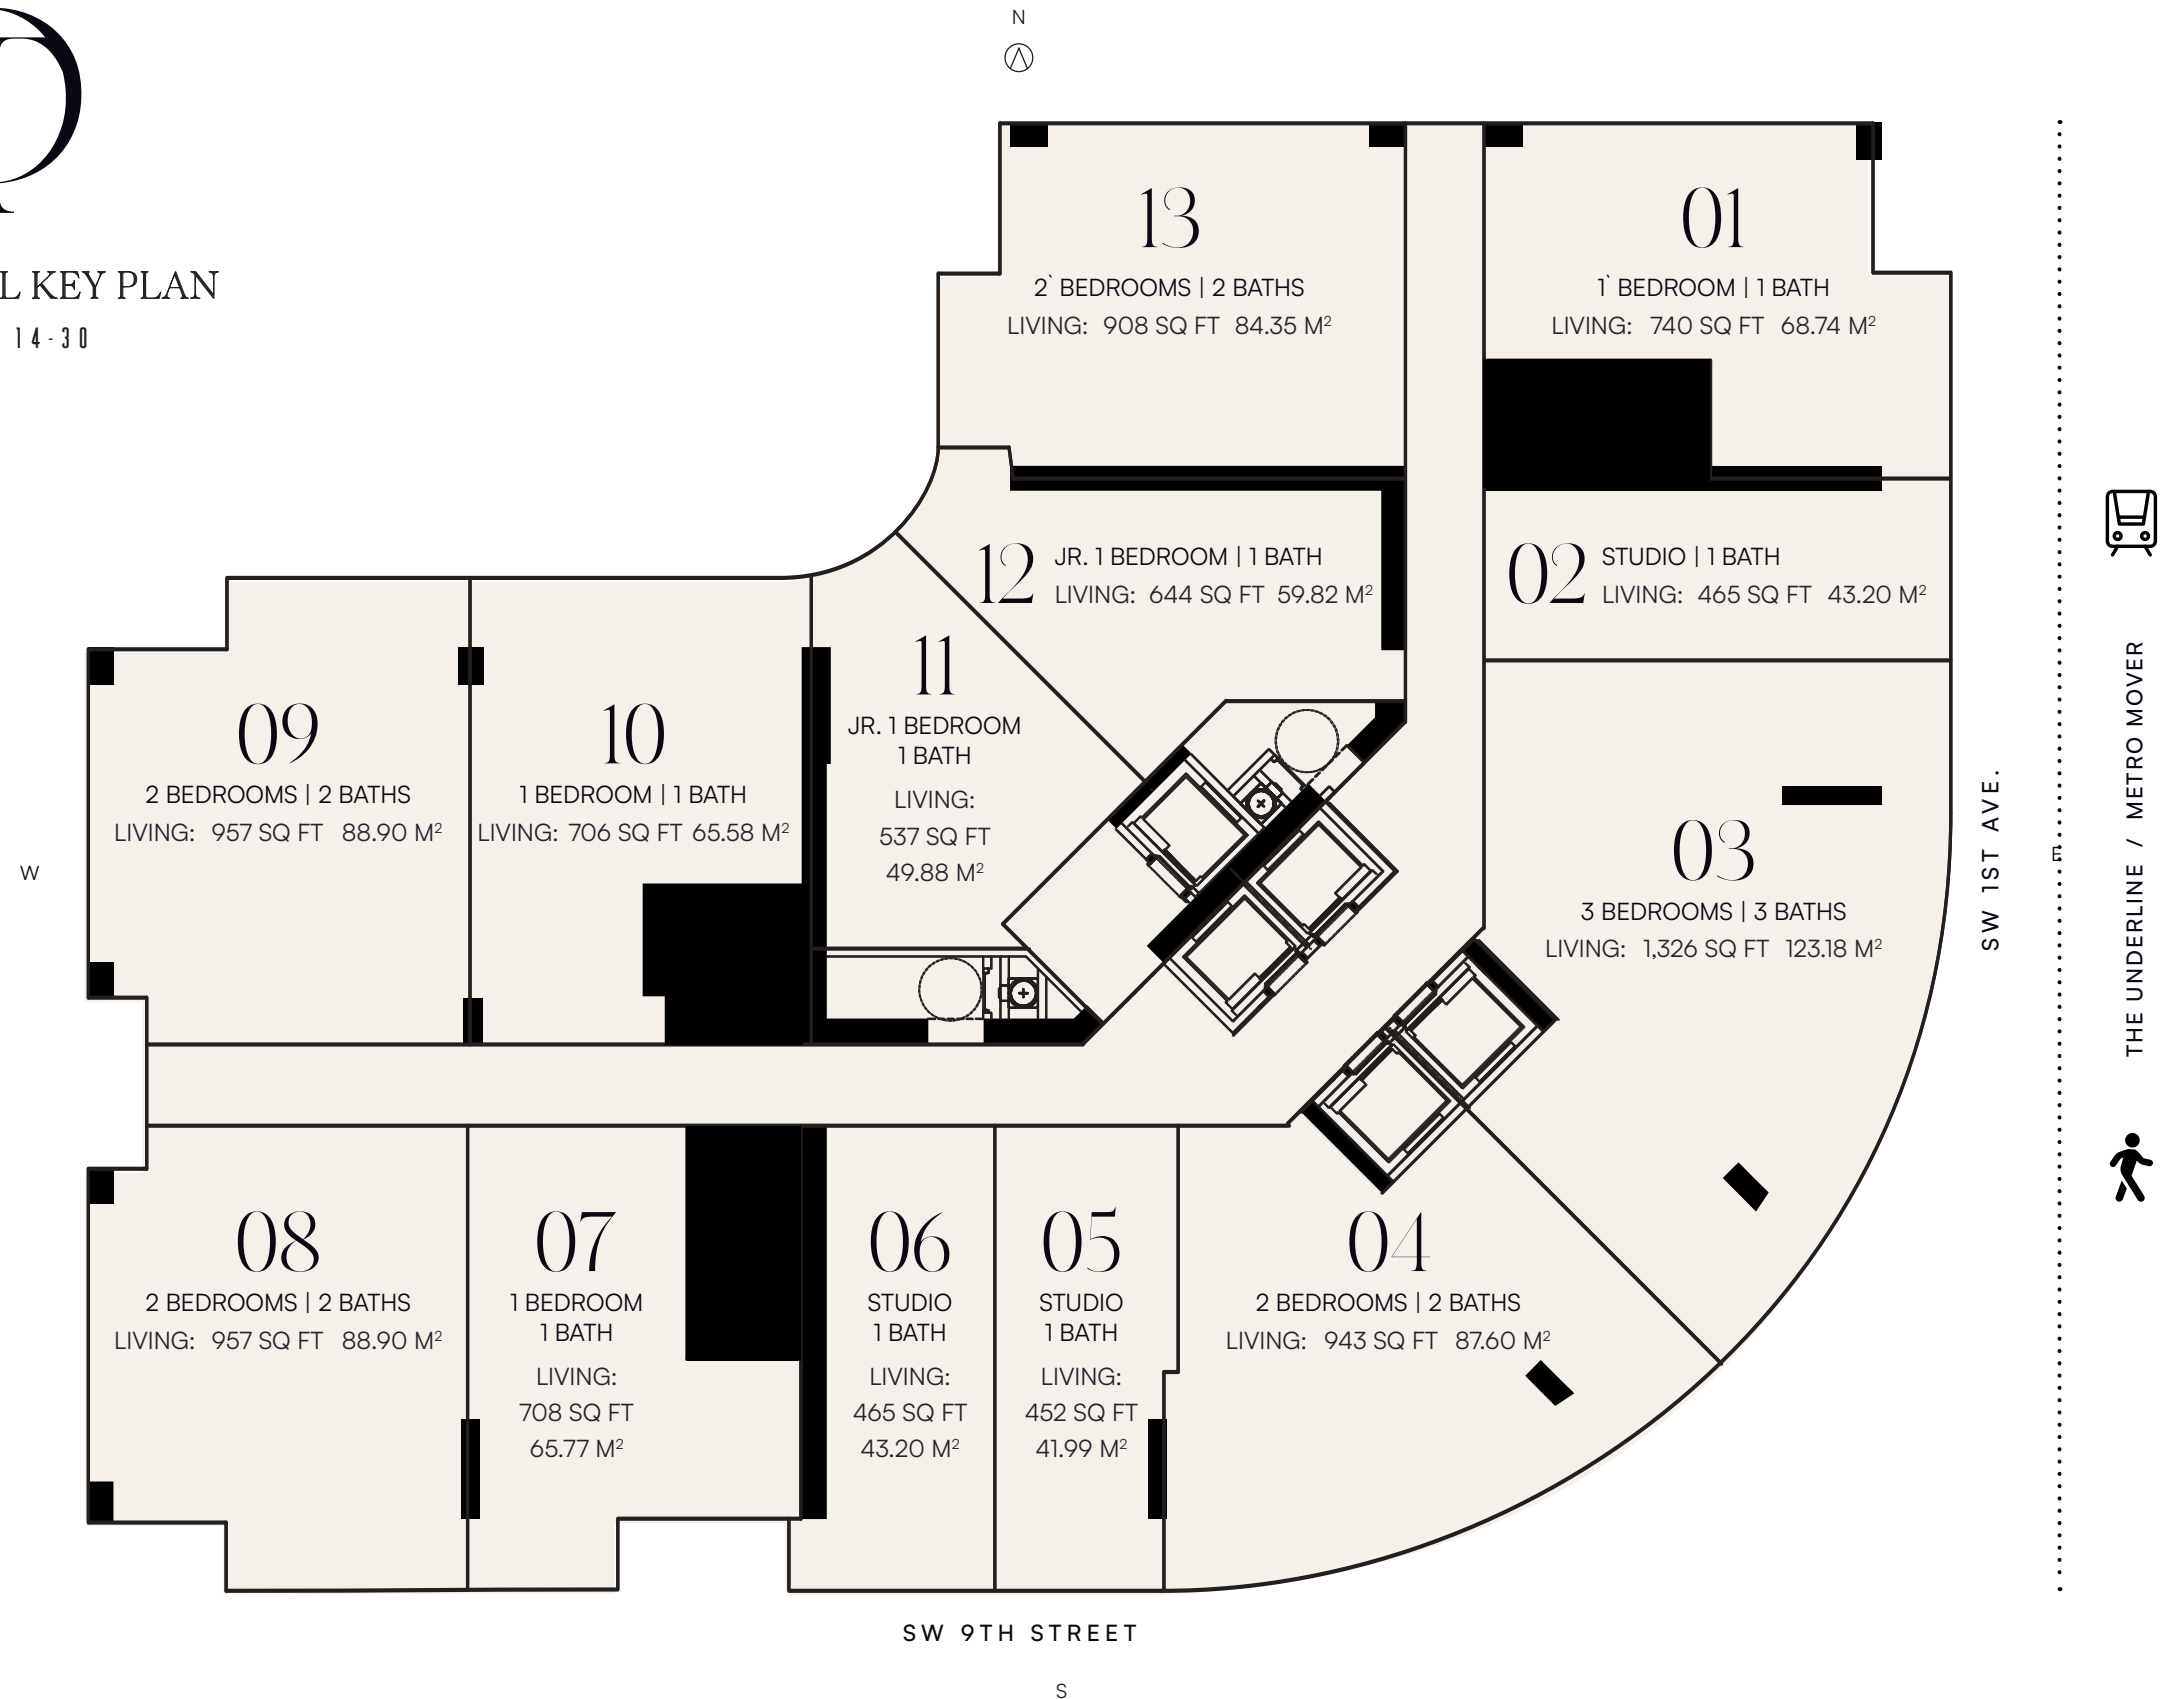 N
L KEY PLAN
14-30
13
2` BEDROOMS | 2 BATHS
LIVING: 908 SQ FT 84.35 M²
01
1` BEDROOM | 1 BATH
LIVING: 740 SQ FT 68.74 M²
12
JR. 1 BEDROOM | 1 BATH
LIVING: 644 SQ FT 59.82 M²
02
STUDIO | 1 BATH
LIVING: 465 SQ FT 43.20 M²
11
JR. 1 BEDROOM
1 BATH
LIVING:
537 SQ FT
49.88 M²
09
2 BEDROOMS | 2 BATHS
LIVING: 957 SQ FT 88.90 M²
10
1 BEDROOM | 1 BATH
LIVING: 706 SQ FT 65.58 M²
03
3 BEDROOMS | 3 BATHS
LIVING: 1,326 SQ FT 123.18 M²
W
E
SW 1ST AVE.
THE UNDERLINE / METRO MOVER
08
2 BEDROOMS | 2 BATHS
LIVING: 957 SQ FT 88.90 M²
07
1 BEDROOM
1 BATH
LIVING:
708 SQ FT
65.77 M²
06
STUDIO
1 BATH
LIVING:
465 SQ FT
43.20 M²
05
STUDIO
1 BATH
LIVING:
452 SQ FT
41.99 M²
04
2 BEDROOMS | 2 BATHS
LIVING: 943 SQ FT 87.60 M²
SW 9TH STREET
S